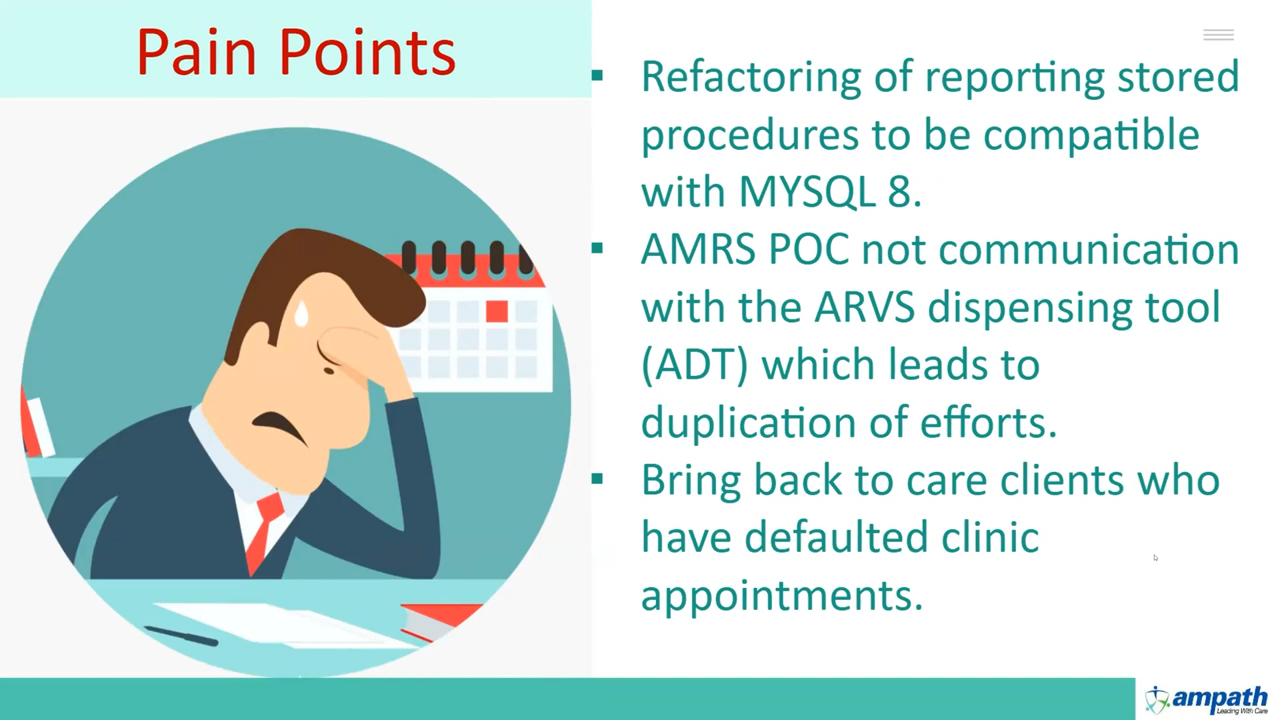 Pain Points
▪ Refactoring of reporting stored
procedures to be compatible
with MYSQL 8.
▪ AMRS POC not communication
with the ARVS dispensing tool
(ADT) which leads to
duplication of efforts.
▪ Bring back to care clients who
have defaulted clinic
appointments.
ampath
Leading With Care